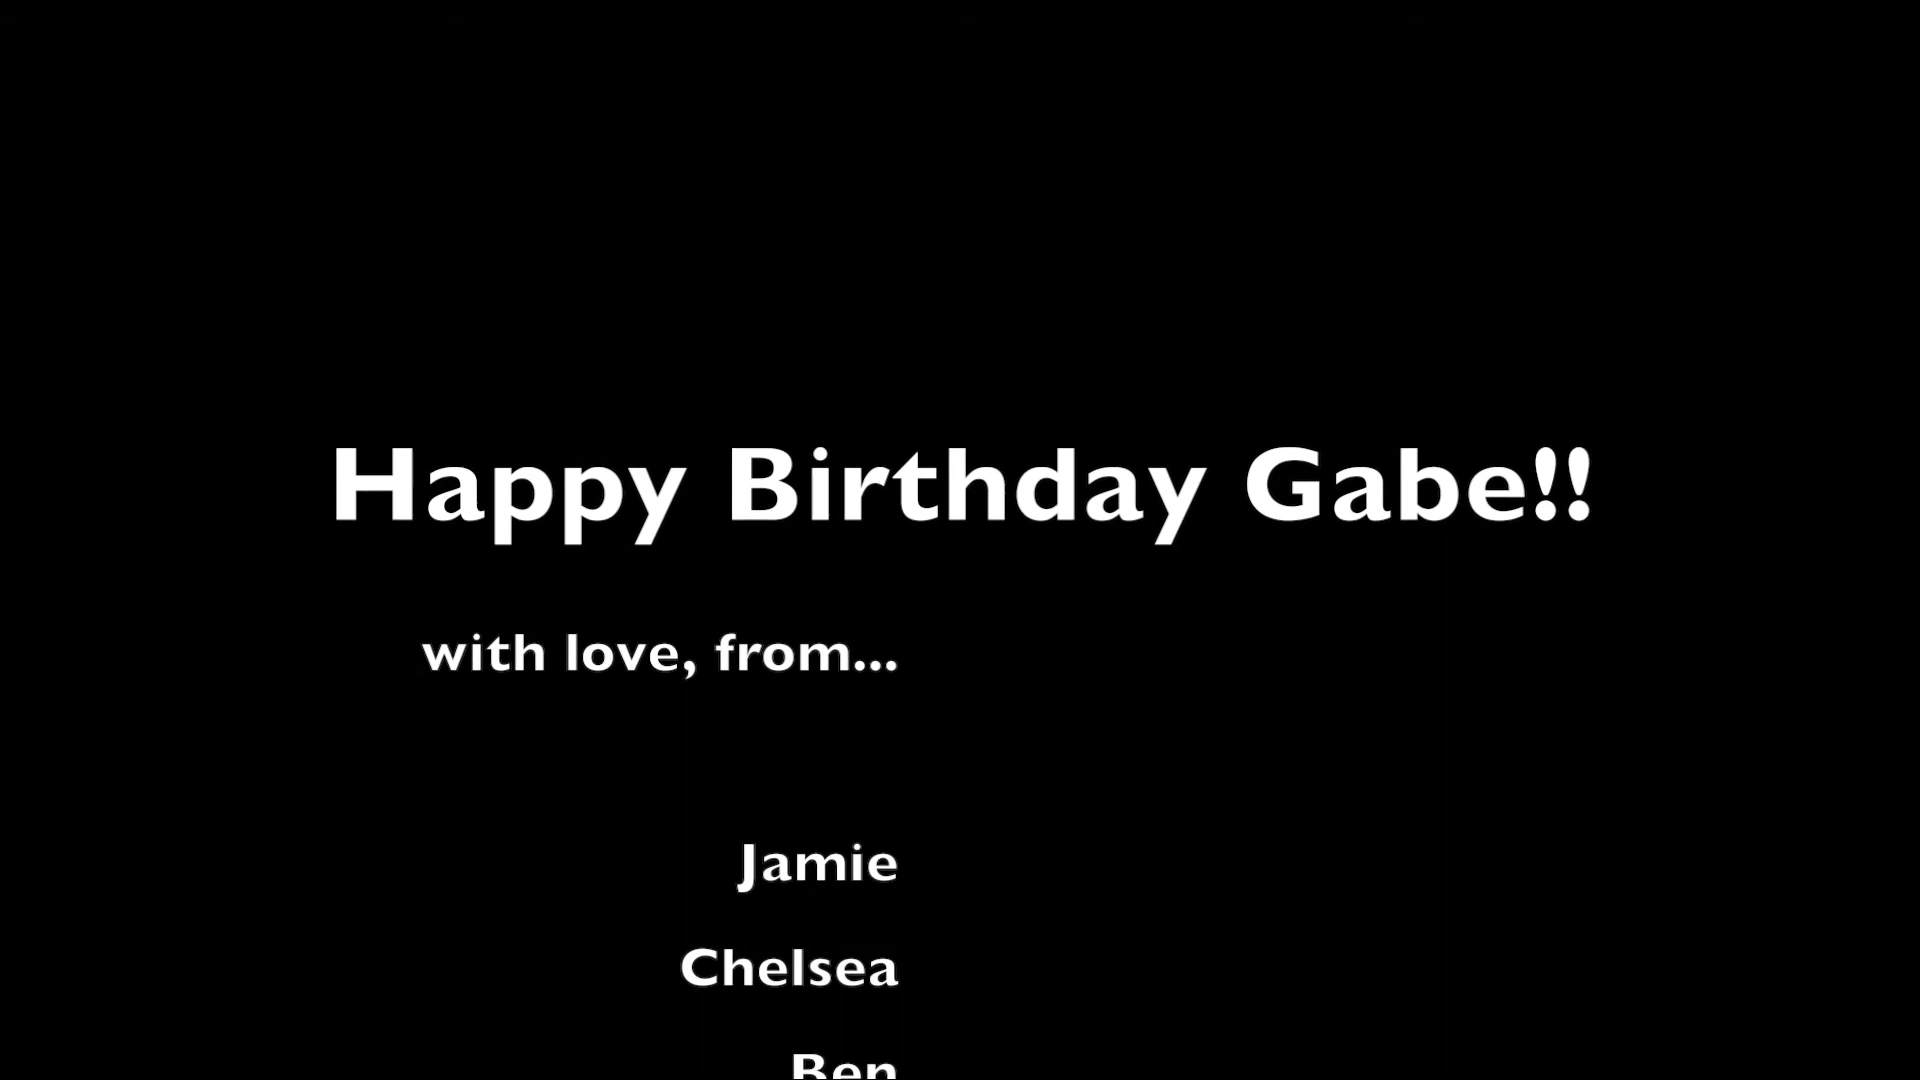 Happy Birthday Gabe!!
with love, from...
Jamie
Chelsea
Ben